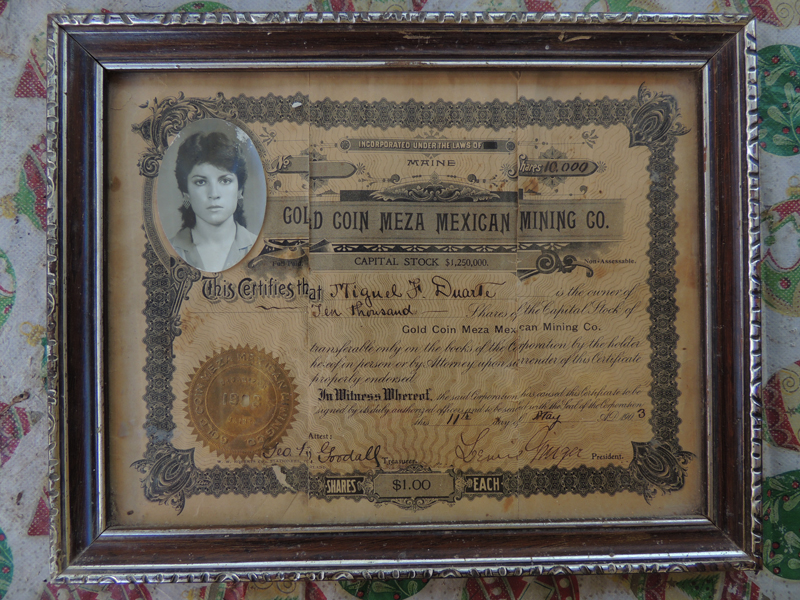 INCORPORATED UNDER THE LAWS OF
MAINE
No
Shares 10,000
GOLD COIN MEZA MEXICAN MINING CO.
CAPITAL STOCK $1,250,000.
Non-Assessable.
This Certifies that Miguel F. Duarte is the owner of
Ten thousand Shares of the Capital Stock of
Gold Coin Meza Mexican Mining Co.
transferable only on the books of the Corporation by the holder
hereof in person or by Attorney upon surrender of this Certificate
properly endorsed
In Witness Whereof, the said Corporation has caused this Certificate to be
signed by its duly authorized officers and to be sealed with the Seal of the Corporation
this 11th Day of May A.D. 1903
1903
Attest:
Geo. Goodall Treasurer
President.
SHARES OF $1.00 EACH